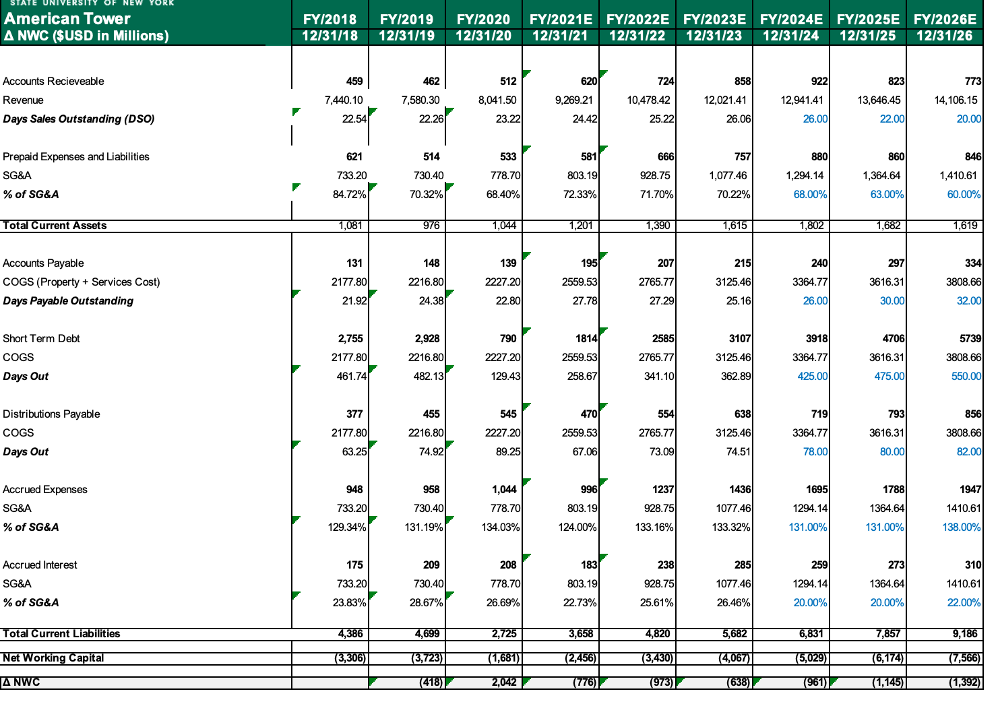 STATE UNIVERSITY OF NEW YORK
American Tower FY/2018 FY/2019 FY/2020 FY/2021E FY/2022E FY/2023E FY/2024E FY/2025E FY/2026E
Δ NWC ($USD in Millions) 12/31/18 12/31/19 12/31/20 12/31/21 12/31/22 12/31/23 12/31/24 12/31/25 12/31/26
Accounts Recieveable 459 462 512 620 724 858 922 823 773
Revenue 7,440.10 7,580.30 8,041.50 9,269.21 10,478.42 12,021.41 12,941.41 13,646.45 14,106.15
Days Sales Outstanding (DSO) 22.54 22.26 23.22 24.42 25.22 26.06 26.00 22.00 20.00
Prepaid Expenses and Liabilities 621 514 533 581 666 757 880 860 846
SG&A 733.20 730.40 778.70 803.19 928.75 1,077.46 1,294.14 1,364.64 1,410.61
% of SG&A 84.72% 70.32% 68.40% 72.33% 71.70% 70.22% 68.00% 63.00% 60.00%
Total Current Assets 1,081 976 1,044 1,201 1,390 1,615 1,802 1,682 1,619
Accounts Payable 131 148 139 195 207 215 240 297 334
COGS (Property + Services Cost) 2177.80 2216.80 2227.20 2559.53 2765.77 3125.46 3364.77 3616.31 3808.66
Days Payable Outstanding 21.92 24.38 22.80 27.78 27.29 25.16 26.00 30.00 32.00
Short Term Debt 2,755 2,928 790 1814 2585 3107 3918 4706 5739
COGS 2177.80 2216.80 2227.20 2559.53 2765.77 3125.46 3364.77 3616.31 3808.66
Days Out 461.74 482.13 129.43 258.67 341.10 362.89 425.00 475.00 550.00
Distributions Payable 377 455 545 470 554 638 719 793 856
COGS 2177.80 2216.80 2227.20 2559.53 2765.77 3125.46 3364.77 3616.31 3808.66
Days Out 63.25 74.92 89.25 67.06 73.09 74.51 78.00 80.00 82.00
Accrued Expenses 948 958 1,044 996 1237 1436 1695 1788 1947
SG&A 733.20 730.40 778.70 803.19 928.75 1077.46 1294.14 1364.64 1410.61
% of SG&A 129.34% 131.19% 134.03% 124.00% 133.16% 133.32% 131.00% 131.00% 138.00%
Accrued Interest 175 209 208 183 238 285 259 273 310
SG&A 733.20 730.40 778.70 803.19 928.75 1077.46 1294.14 1364.64 1410.61
% of SG&A 23.83% 28.67% 26.69% 22.73% 25.61% 26.46% 20.00% 20.00% 22.00%
Total Current Liabilities 4,386 4,699 2,725 3,658 4,820 5,682 6,831 7,857 9,186
Net Working Capital (3,306) (3,723) (1,681) (2,456) (3,430) (4,067) (5,029) (6,174) (7,566)
Δ NWC (418) 2,042 (776) (973) (638) (961) (1,145) (1,392)